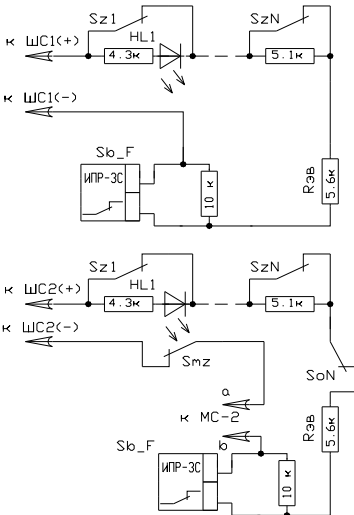 Sz1
SzN
к ШС1(+)
HL1
4.3к
5.1к
к ШС1(-)
Sb_F
ИПР-3С
10 к
Rэв
5.6к
Sz1
SzN
к ШС2(+)
HL1
4.3к
5.1к
к ШС2(-)
Smz
SoN
a
к МС-2
b
Rэв
5.6к
Sb_F
ИПР-3С
10 к